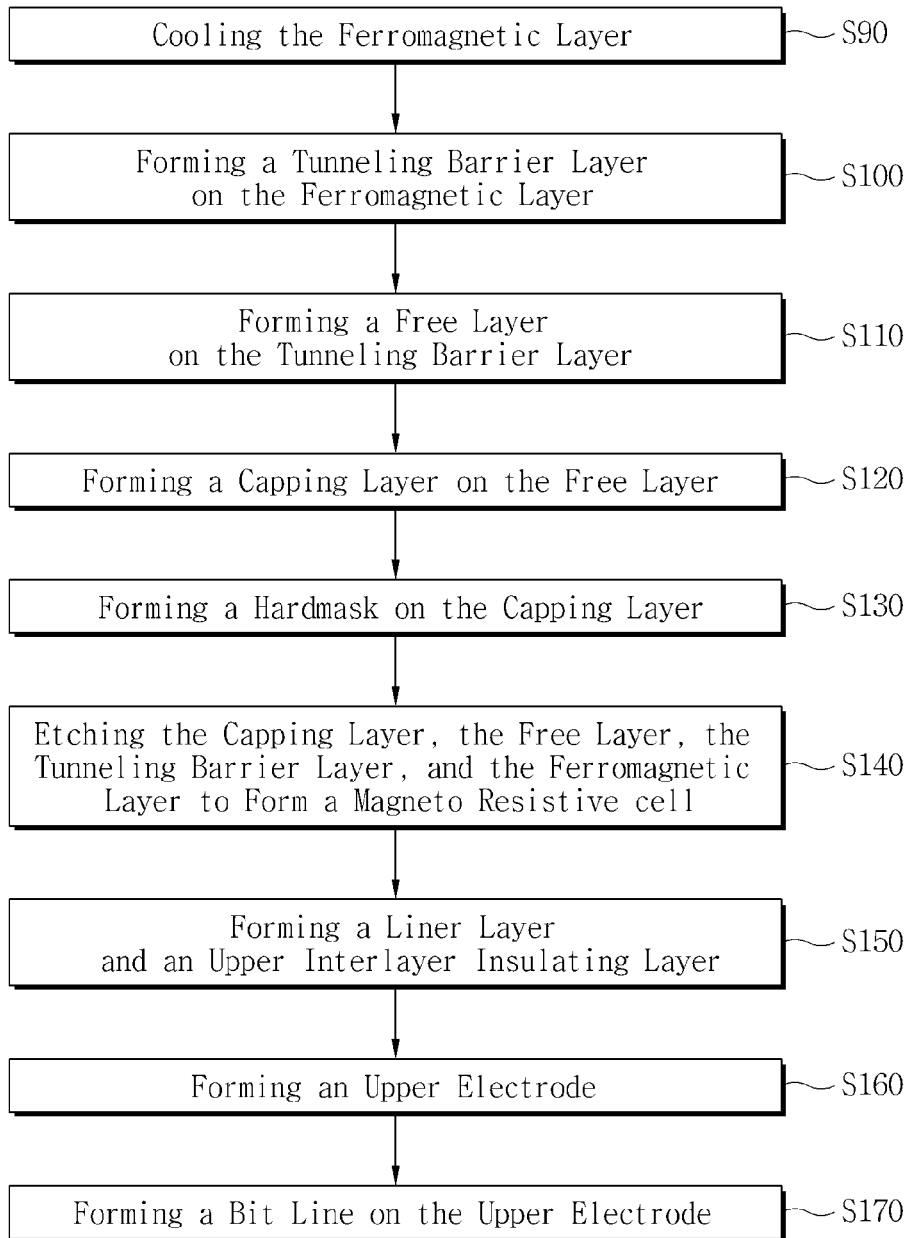 Cooling the Ferromagnetic Layer
S90
Forming a Tunneling Barrier Layer
on the Ferromagnetic Layer
S100
Forming a Free Layer
on the Tunneling Barrier Layer
S110
Forming a Capping Layer on the Free Layer
S120
Forming a Hardmask on the Capping Layer
S130
Etching the Capping Layer, the Free Layer, the
Tunneling Barrier Layer, and the Ferromagnetic
Layer to Form a Magneto Resistive cell
S140
Forming a Liner Layer
and an Upper Interlayer Insulating Layer
S150
Forming an Upper Electrode
S160
Forming a Bit Line on the Upper Electrode
S170